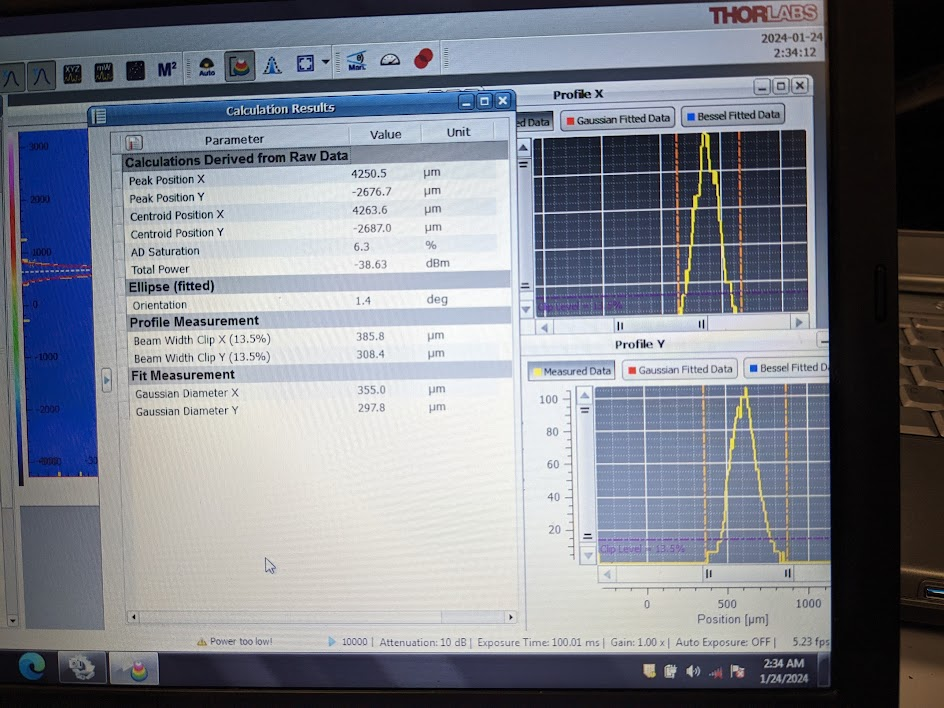 THORLABS
2024-01-24
2:34:12
XYZ
mW
M²
Auto
Man.
Calculation Results
Parameter Value Unit
Calculations Derived from Raw Data
Peak Position X 4250.5 µm
Peak Position Y -2676.7 µm
Centroid Position X 4263.6 µm
Centroid Position Y -2687.0 µm
AD Saturation 6.3 %
Total Power -38.63 dBm
Ellipse (fitted)
Orientation 1.4 deg
Profile Measurement
Beam Width Clip X (13.5%) 385.8 µm
Beam Width Clip Y (13.5%) 308.4 µm
Fit Measurement
Gaussian Diameter X 355.0 µm
Gaussian Diameter Y 297.8 µm
3000
2000
1000
0
-1000
-2000
Profile X
ed Data Gaussian Fitted Data Bessel Fitted Data
Profile Y
Measured Data Gaussian Fitted Data Bessel Fitted D
100
80
60
40
20
Clip Level = 13.5%
0 500 1000
Position [µm]
Power too low! 10000 | Attenuation: 10 dB | Exposure Time: 100.01 ms | Gain: 1.00 x | Auto Exposure: OFF | 5.23 fps
2:34 AM
1/24/2024